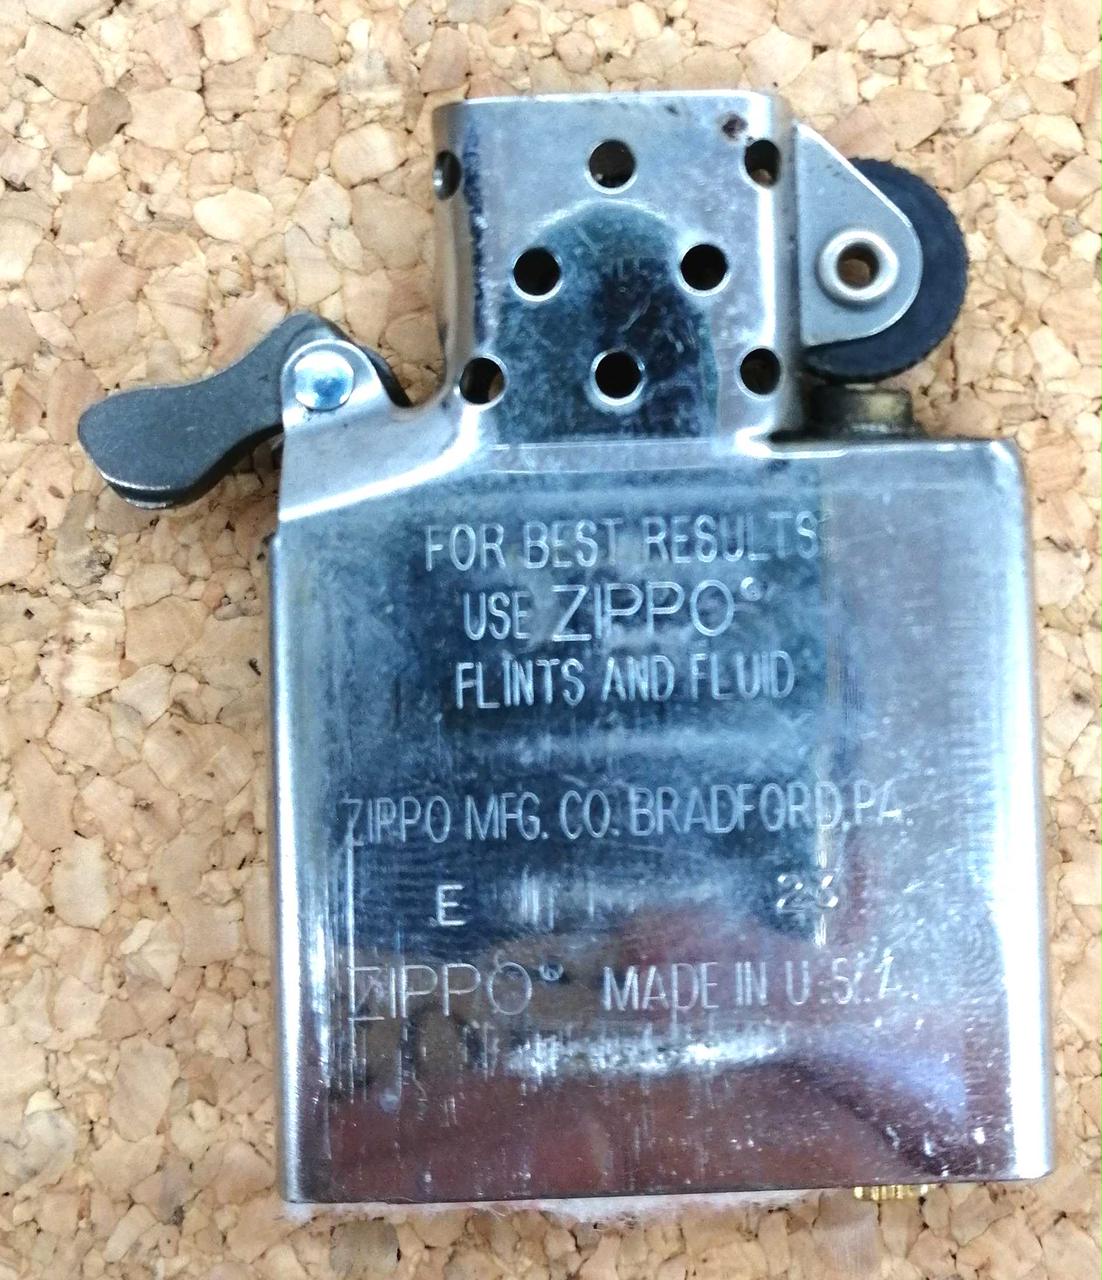 FOR BEST RESULTS
USE ZIPPO®
FLINTS AND FLUID
ZIPPO MFG. CO. BRADFORD, PA.
E
ZIPPO® MADE IN U.S.A.